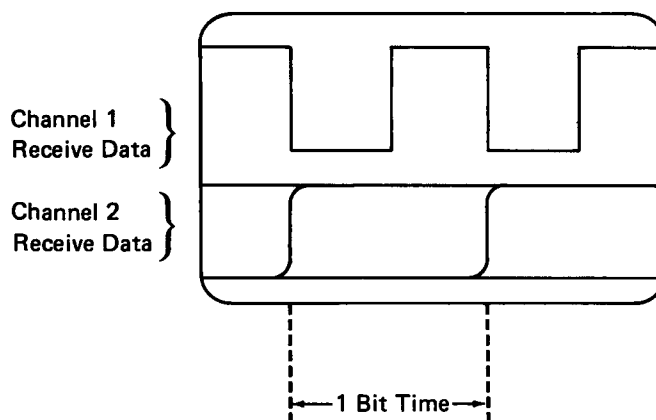 Channel 1
Receive Data
Channel 2
Receive Data
1 Bit Time